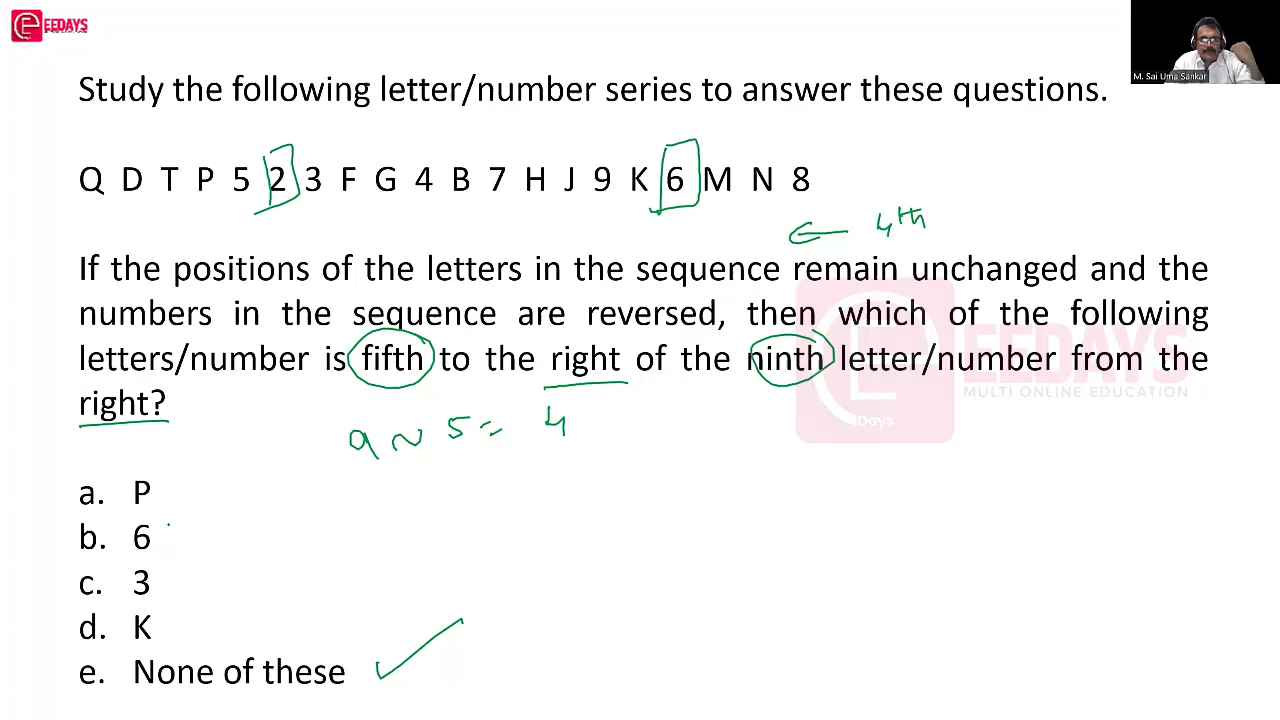 EEDAYS
M. Sai Uma Sankar
Study the following letter/number series to answer these questions.
Q D T P 5 2 3 F G 4 B 7 H J 9 K 6 M N 8
← 4th
If the positions of the letters in the sequence remain unchanged and the
numbers in the sequence are reversed, then which of the following
letters/number is fifth to the right of the ninth letter/number from the
right?
EEDAYS
MULTI ONLINE EDUCATION
Days
9 ~ 5 = 4
a. P
b. 6
c. 3
d. K
e. None of these